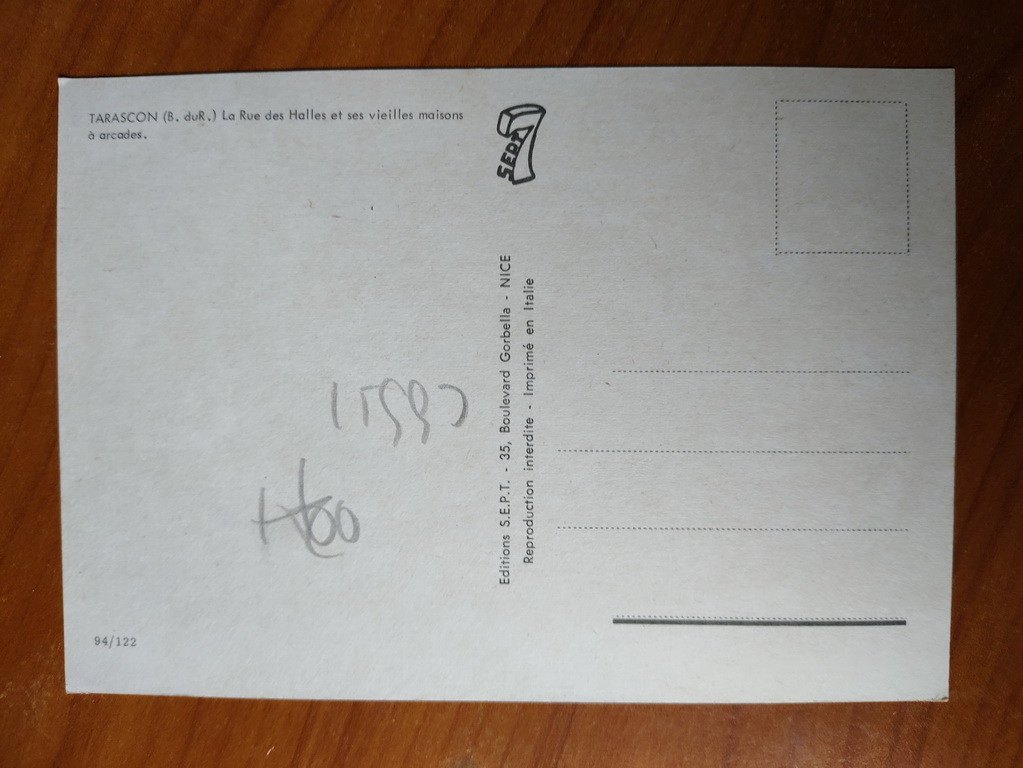 TARASCON (B. duR.) La Rue des Halles et ses vieilles maisons
à arcades.
SEPT
7
Editions S.E.P.T. - 35, Boulevard Gorbella - NICE
Reproduction interdite - Imprimé en Italie
94/122